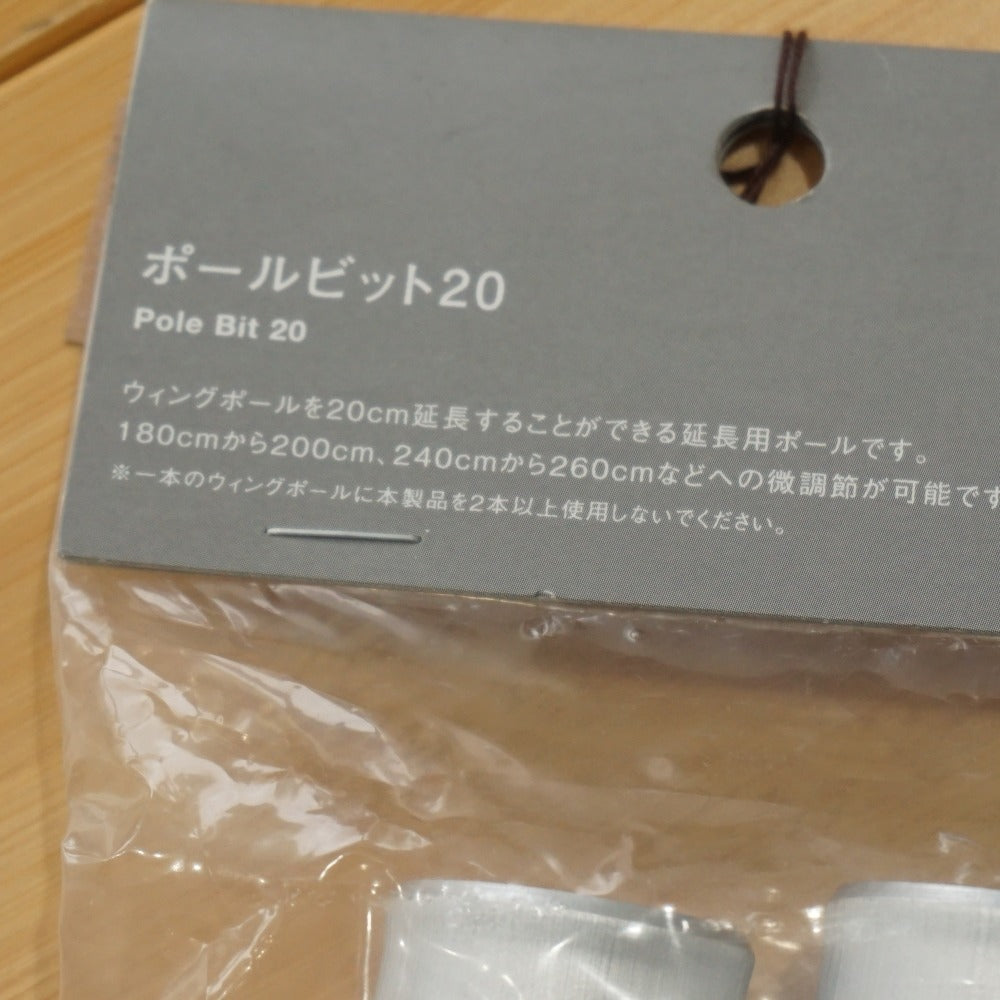 ポールビット20
Pole Bit 20
ウィングポールを20cm延長することができる延長用ポールです。
180cmから200cm、240cmから260cmなどへの微調節が可能です
※一本のウィングポールに本製品を2本以上使用しないでください。